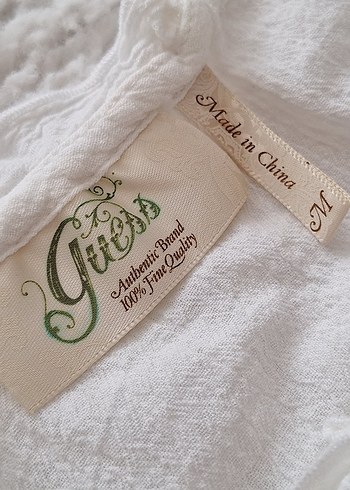 Made in China
M
guess
Authentic Brand
100% Fine Quality